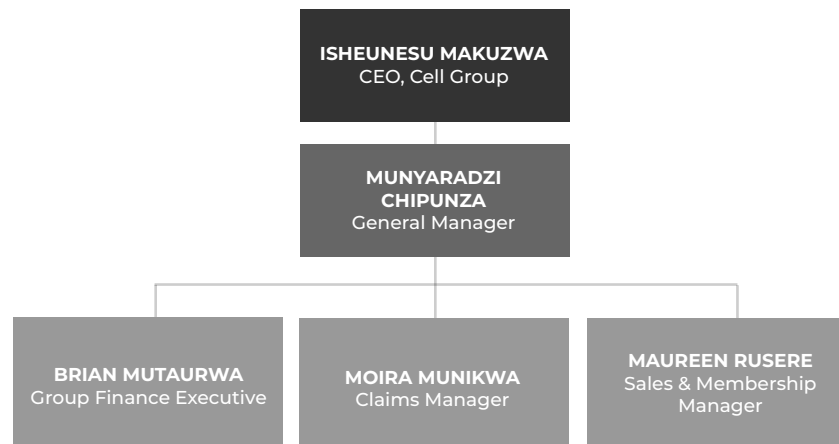 ISHEUNESU MAKUZWA
CEO, Cell Group
MUNYARADZI
CHIPUNZA
General Manager
BRIAN MUTAURWA
Group Finance Executive
MOIRA MUNIKWA
Claims Manager
MAUREEN RUSERE
Sales & Membership
Manager